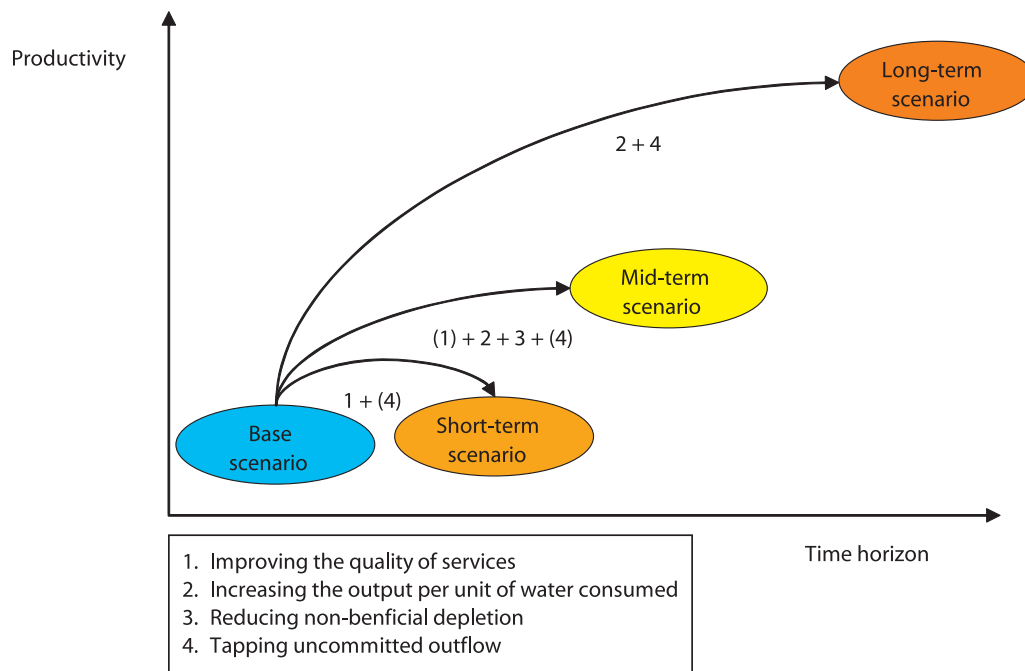 Productivity
Long-term
scenario
2 + 4
Mid-term
scenario
(1) + 2 + 3 + (4)
1 + (4)
Short-term
scenario
Base
scenario
Time horizon
1. Improving the quality of services
2. Increasing the output per unit of water consumed
3. Reducing non-benficial depletion
4. Tapping uncommitted outflow